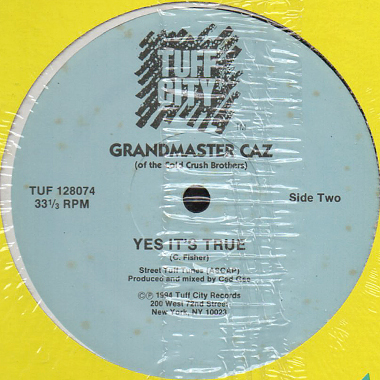 TUFF
CITY
TM
GRANDMASTER CAZ
(of the Cold Crush Brothers)
TUF 128074
33⅓ RPM
Side Two
YES IT'S TRUE
(C. Fisher)
Street Tuff Tunes (ASCAP)
Produced and mixed by Ced Gee
©℗ 1994 Tuff City Records
200 West 72nd Street
New York, NY 10023